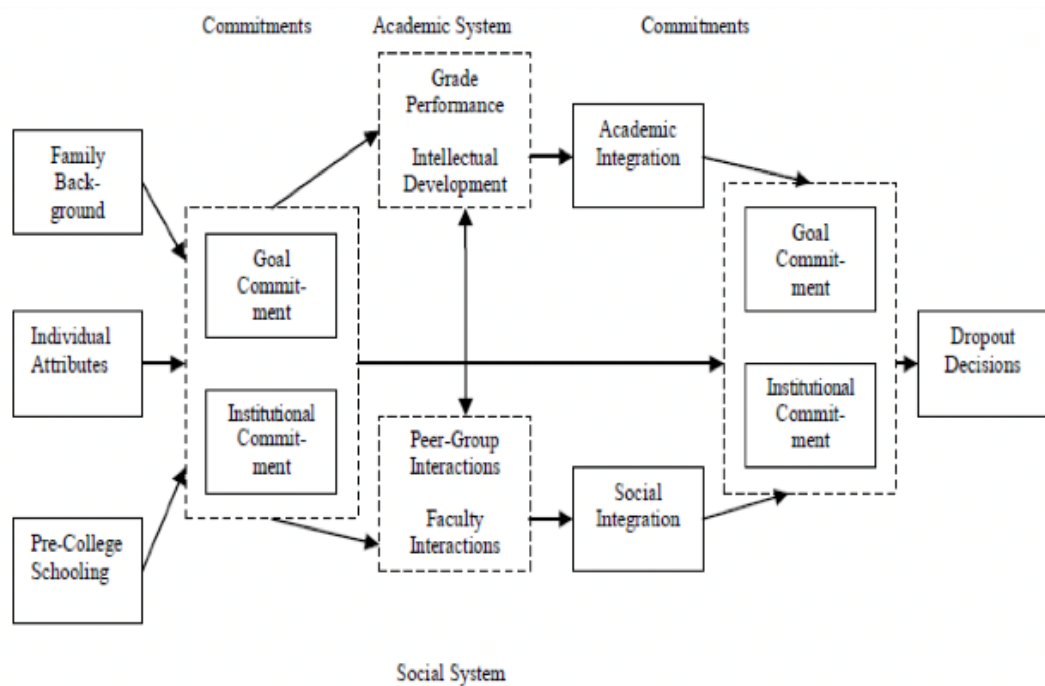 Commitments
Academic System
Commitments
Grade
Performance
Intellectual
Development
Academic
Integration
Family
Back-
ground
Goal
Commit-
ment
Goal
Commit-
ment
Individual
Attributes
Dropout
Decisions
Institutional
Commit-
ment
Institutional
Commit-
ment
Peer-Group
Interactions
Faculty
Interactions
Social
Integration
Pre-College
Schooling
Social System